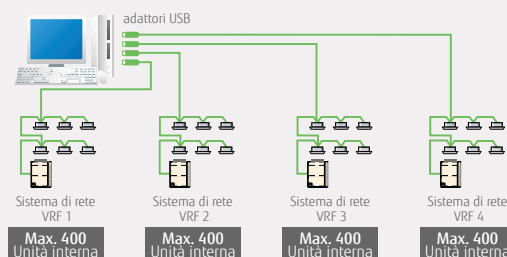 adattori USB
Sistema di rete
VRF 1
Sistema di rete
VRF 2
Sistema di rete
VRF 3
Sistema di rete
VRF 4
Max. 400
Unità interna
Max. 400
Unità interna
Max. 400
Unità interna
Max. 400
Unità interna